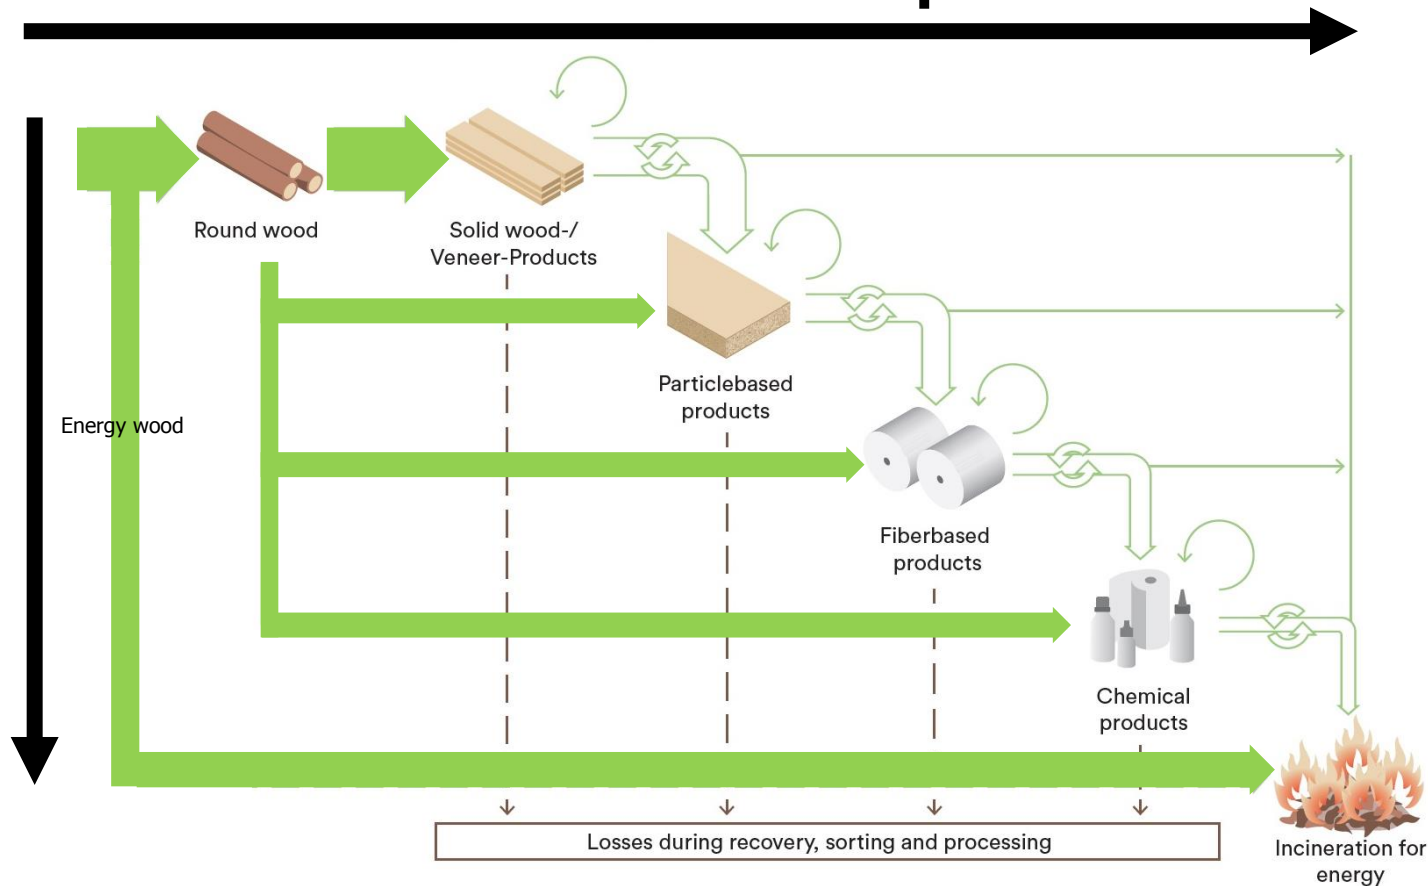 Round wood
Solid wood-/
Veneer-Products
Particlebased
products
Energy wood
Fiberbased
products
Chemical
products
Losses during recovery, sorting and processing
Incineration for
energy